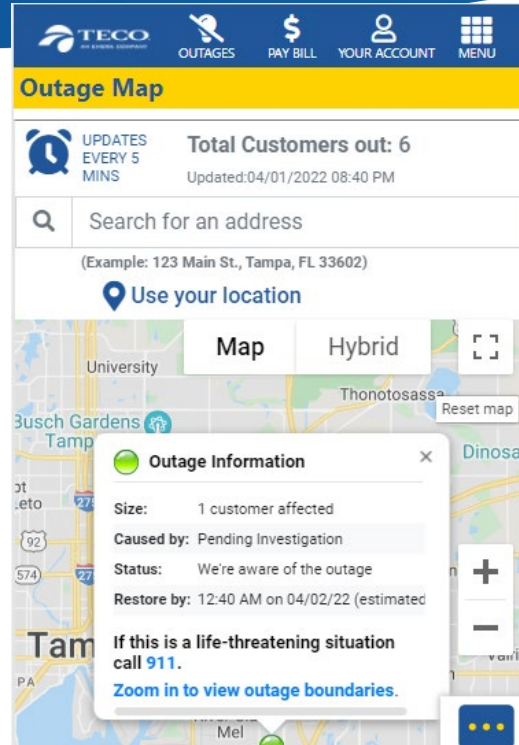 TECO
AN EMERA COMPANY
OUTAGES
PAY BILL
YOUR ACCOUNT
MENU
Outage Map
UPDATES
EVERY 5
MINS
Total Customers out: 6
Updated:04/01/2022 08:40 PM
Search for an address
(Example: 123 Main St., Tampa, FL 33602)
Use your location
Map
Hybrid
University
Thonotosassa
Reset map
Busch Gardens
Tamp
Dinosa
Outage Information
×
Size: 1 customer affected
Caused by: Pending Investigation
Status: We're aware of the outage
Restore by: 12:40 AM on 04/02/22 (estimated
If this is a life-threatening situation
call 911.
Zoom in to view outage boundaries.
275
92
574
27
Tam
PA
Mel